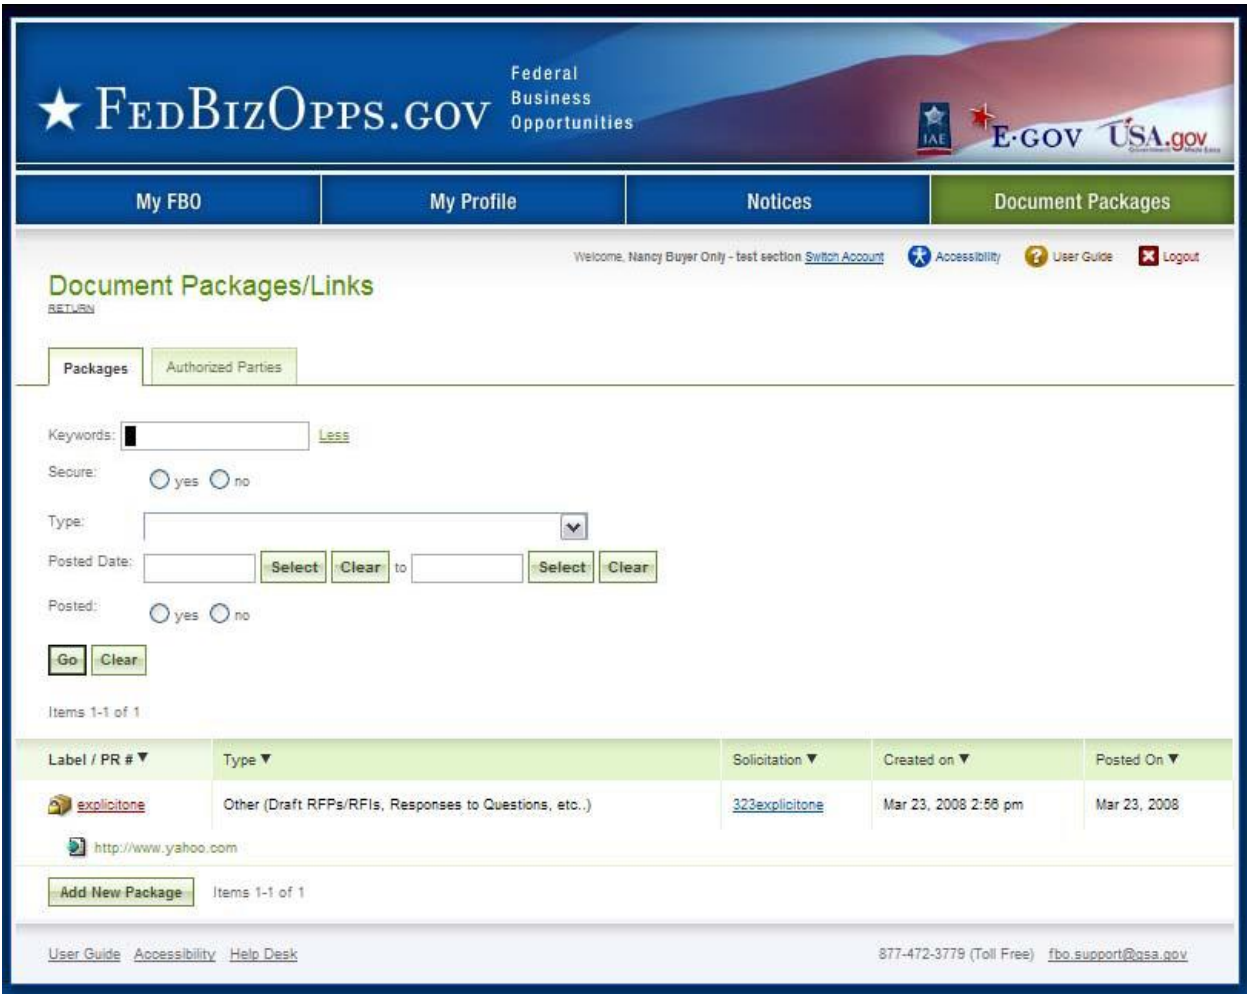 ★ FEDBIZOPPS.GOV
Federal
Business
Opportunities
IAE
E-GOV
USA.gov
My FBO My Profile Notices Document Packages
Welcome, Nancy Buyer Only - test section Switch Account Accessibility User Guide Logout
Document Packages/Links
RETURN
Packages Authorized Parties
Keywords: Less
Secure: yes no
Type:
Posted Date: Select Clear to Select Clear
Posted: yes no
Go Clear
Items 1-1 of 1
Label / PR # ▼ Type ▼ Solicitation ▼ Created on ▼ Posted On ▼
explicitone Other (Draft RFPs/RFIs, Responses to Questions, etc..) 323explicitone Mar 23, 2008 2:56 pm Mar 23, 2008
http://www.yahoo.com
Add New Package Items 1-1 of 1
User Guide Accessibility Help Desk 877-472-3779 (Toll Free) fbo.support@gsa.gov